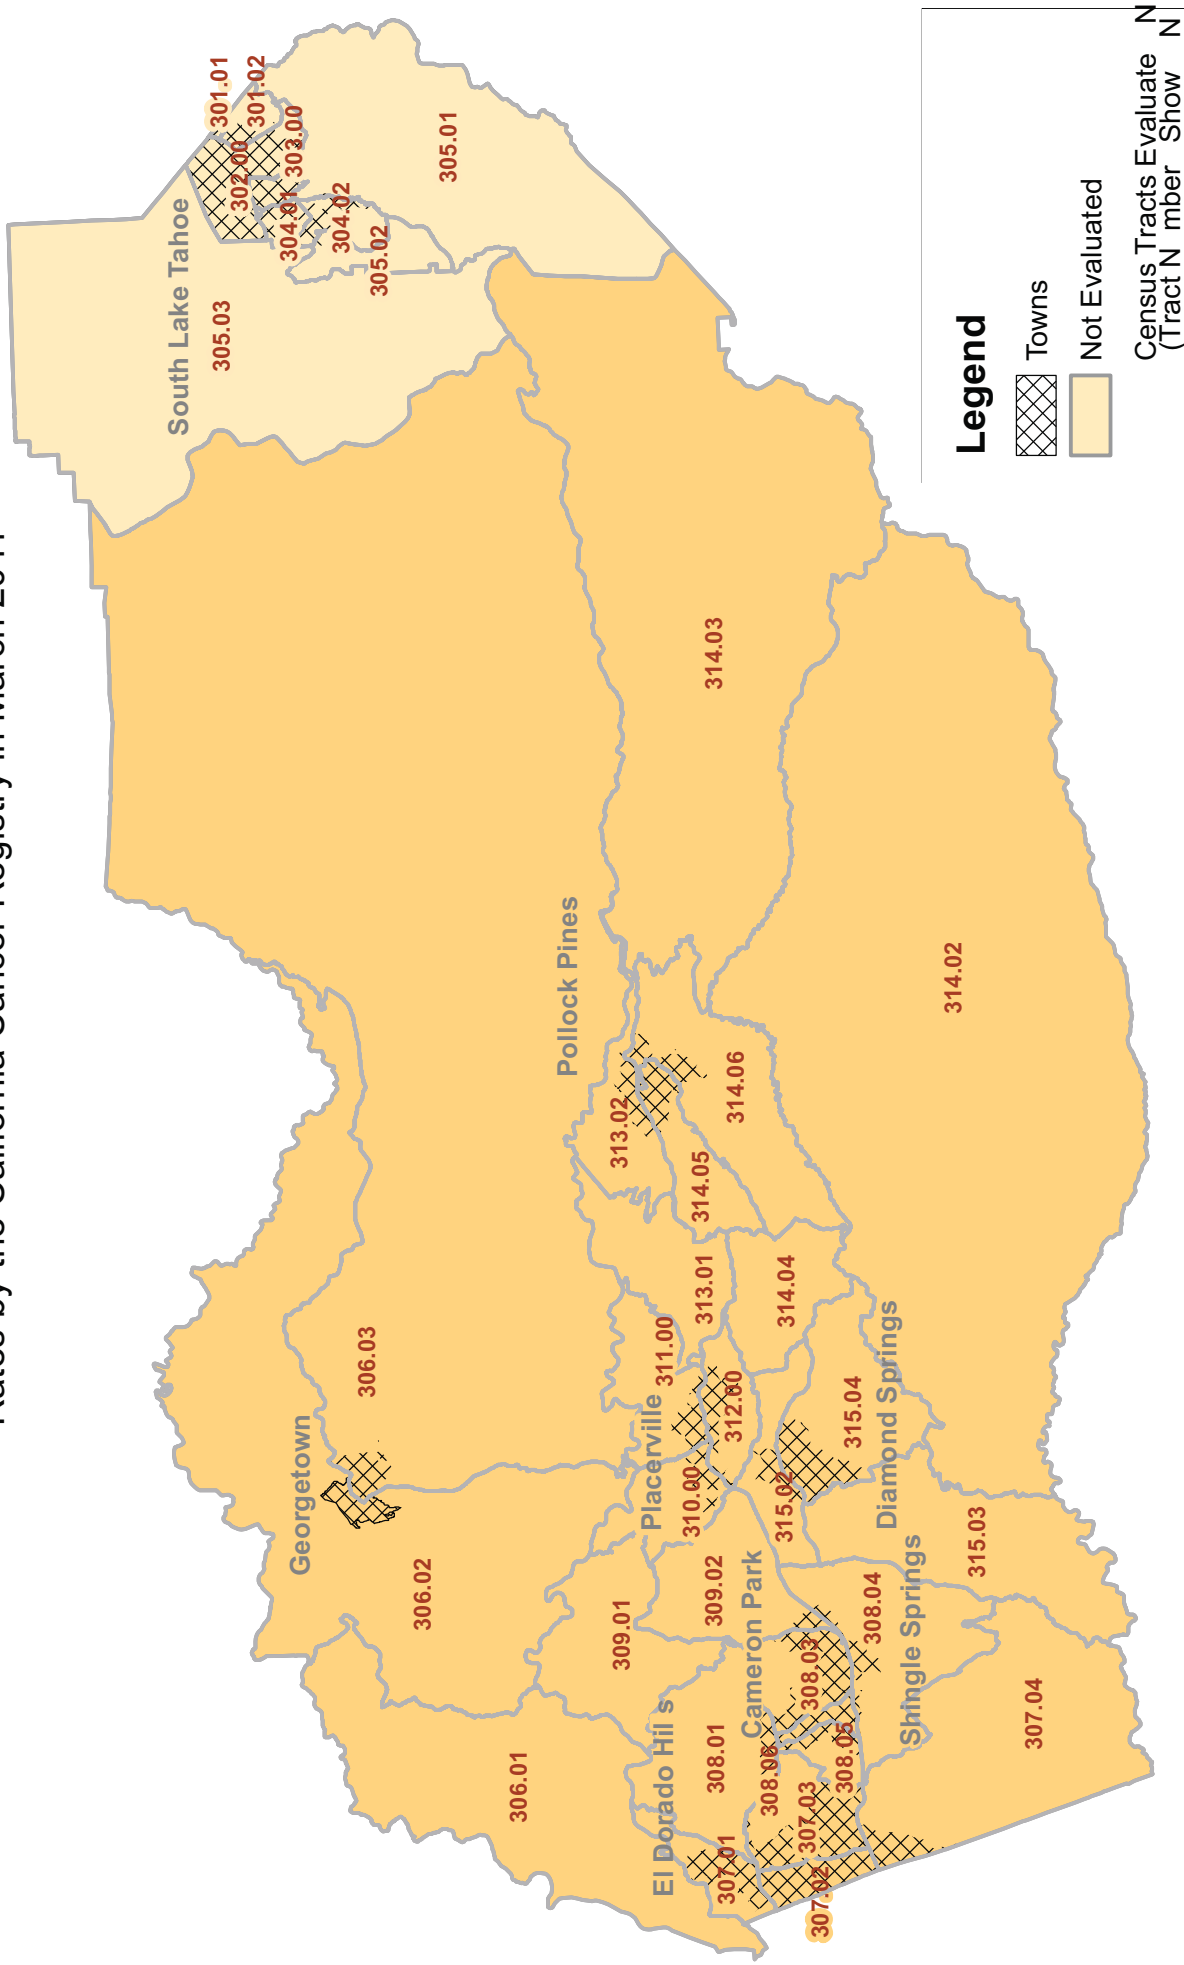 Rates by the California Cancer Registry in March 2011
South Lake Tahoe
301.01
305.03
302.00
301.02
304.01
303.00
Georgetown
304.02
306.03
305.02
306.02
305.01
306.01
Pollock Pines
313.02
309.01
Placerville
311.00
El Dorado Hil s
310.00
314.05
313.01
314.03
309.02
308.01
312.00
314.06
307.01
Cameron Park
308.06
315.02
314.04
307.03
308.03
307.02
308.05
315.04
308.04
Diamond Springs
Shingle Springs
314.02
315.03
307.04
Legend
Towns
Not Evaluated
Census Tracts Evaluate N
(Tract N mber Show N